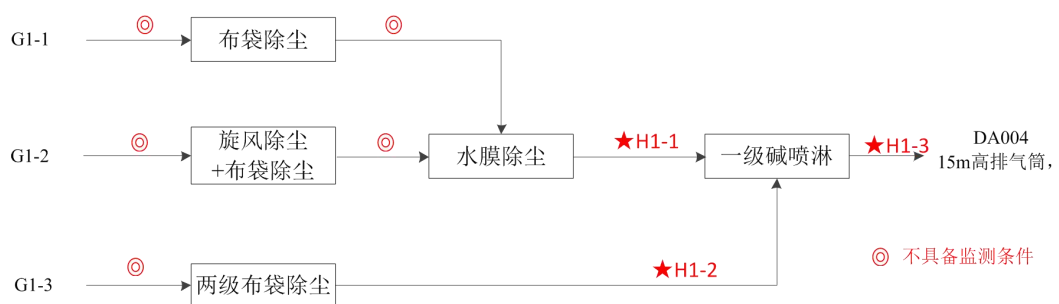 G1-1
布袋除尘
G1-2
旋风除尘
+布袋除尘
水膜除尘
★H1-1
一级碱喷淋
★H1-3
DA004
15m高排气筒，
G1-3
两级布袋除尘
★H1-2
◎ 不具备监测条件